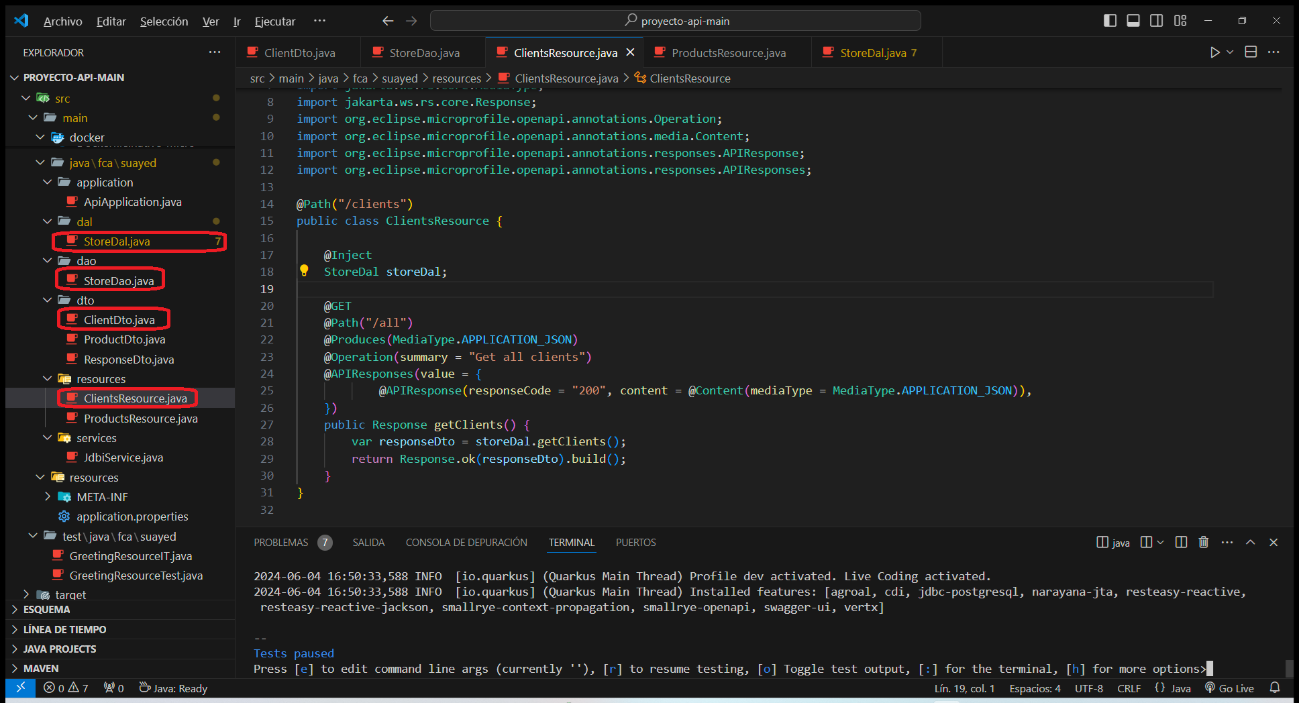 Archivo Editar Selección Ver Ir Ejecutar ··· proyecto-api-main
EXPLORADOR ···
PROYECTO-API-MAIN
src
main
docker
java\fca\suayed
application
ApiApplication.java
dal
StoreDal.java 7
dao
StoreDao.java
dto
ClientDto.java
ProductDto.java
ResponseDto.java
resources
ClientsResource.java
ProductsResource.java
services
JdbiService.java
resources
META-INF
application.properties
test\java\fca\suayed
GreetingResourceIT.java
GreetingResourceTest.java
target
ESQUEMA
LÍNEA DE TIEMPO
JAVA PROJECTS
MAVEN
ClientDto.java StoreDao.java ClientsResource.java ProductsResource.java StoreDal.java 7
src > main > java > fca > suayed > resources > ClientsResource.java > ClientsResource
8 import jakarta.ws.rs.core.Response;
9 import org.eclipse.microprofile.openapi.annotations.Operation;
10 import org.eclipse.microprofile.openapi.annotations.media.Content;
11 import org.eclipse.microprofile.openapi.annotations.responses.APIResponse;
12 import org.eclipse.microprofile.openapi.annotations.responses.APIResponses;
13
14 @Path("/clients")
15 public class ClientsResource {
16
17 @Inject
18 StoreDal storeDal;
19
20 @GET
21 @Path("/all")
22 @Produces(MediaType.APPLICATION_JSON)
23 @Operation(summary = "Get all clients")
24 @APIResponses(value = {
25 @APIResponse(responseCode = "200", content = @Content(mediaType = MediaType.APPLICATION_JSON)),
26 })
27 public Response getClients() {
28 var responseDto = storeDal.getClients();
29 return Response.ok(responseDto).build();
30 }
31 }
32
PROBLEMAS 7 SALIDA CONSOLA DE DEPURACIÓN TERMINAL PUERTOS java
2024-06-04 16:50:33,588 INFO [io.quarkus] (Quarkus Main Thread) Profile dev activated. Live Coding activated.
2024-06-04 16:50:33,588 INFO [io.quarkus] (Quarkus Main Thread) Installed features: [agroal, cdi, jdbc-postgresql, narayana-jta, resteasy-reactive,
resteasy-reactive-jackson, smallrye-context-propagation, smallrye-openapi, swagger-ui, vertx]
--
Tests paused
Press [e] to edit command line args (currently ''), [r] to resume testing, [o] Toggle test output, [:] for the terminal, [h] for more options>
0 7 0 Java: Ready Lín. 19, col. 1 Espacios: 4 UTF-8 CRLF {} Java Go Live